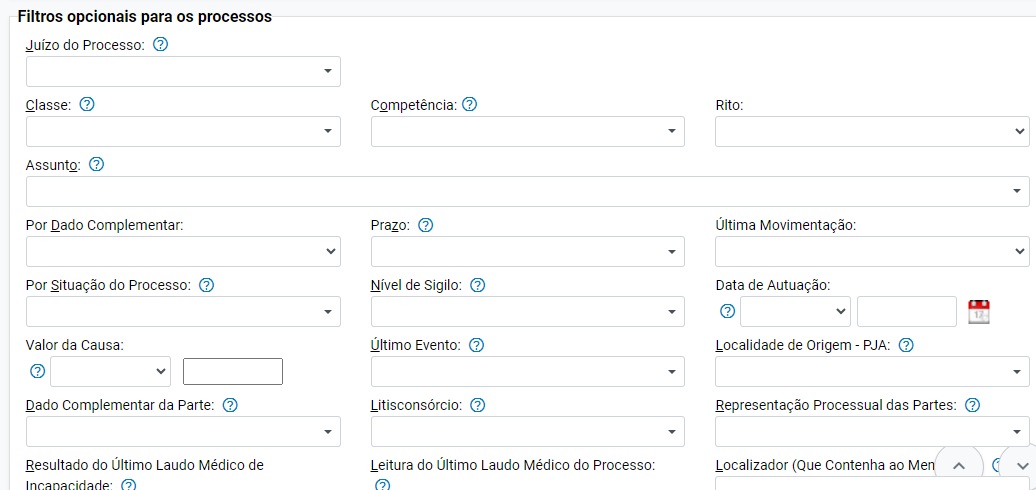 Filtros opcionais para os processos
Juízo do Processo:
Classe: Competência: Rito:
Assunto:
Por Dado Complementar: Prazo: Última Movimentação:
Por Situação do Processo: Nível de Sigilo: Data de Autuação:
Valor da Causa: Último Evento: Localidade de Origem - PJA:
Dado Complementar da Parte: Litisconsórcio: Representação Processual das Partes:
Resultado do Último Laudo Médico de Incapacidade: Leitura do Último Laudo Médico do Processo: Localizador (Que Contenha ao Men